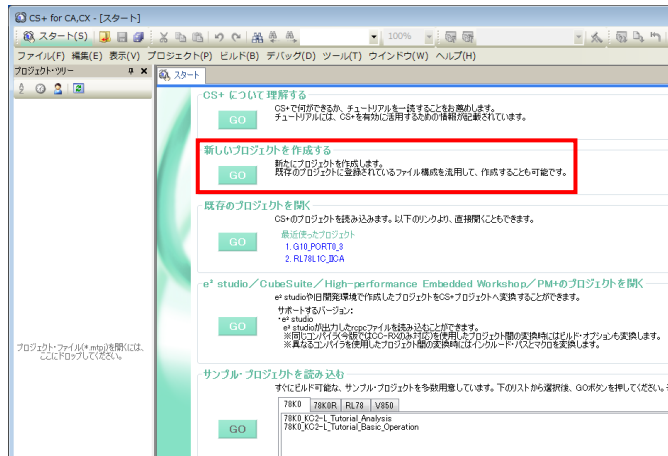 CS+ for CA,CX - [スタート]
スタート(S)
100%
ファイル(F) 編集(E) 表示(V) プロジェクト(P) ビルド(B) デバッグ(D) ツール(T) ウインドウ(W) ヘルプ(H)
プロジェクト・ツリー
スタート
CS+ について理解する
GO
CS+で何ができるか、チュートリアルを一読することをお薦めします。
チュートリアルには、CS+を有効に活用するための情報が記載されています。
新しいプロジェクトを作成する
GO
新たにプロジェクトを作成します。
既存のプロジェクトに登録されているファイル構成を流用して、作成することも可能です。
既存のプロジェクトを開く
GO
CS+のプロジェクトを読み込みます。以下のリンクより、直接開くこともできます。
最近使ったプロジェクト
1. G10_PORT0_3
2. RL78L1C_IICA
e² studio/CubeSuite/High-performance Embedded Workshop/PM+のプロジェクトを開く
GO
e² studioや旧開発環境で作成したプロジェクトをCS+プロジェクトへ変換することができます。
サポートするバージョン:
・e² studio
e² studioが出力したrcpcファイルを読み込むことができます。
※同じコンパイラ(今版ではCC-RXのみ対応)を使用したプロジェクト間の変換時にはビルド・オプションも変換します。
※異なるコンパイラを使用したプロジェクト間の変換時にはインクルード・パスとマクロを変換します。
プロジェクト・ファイル(*.mtpj)を開くには、
ここにドロップしてください。
サンプル・プロジェクトを読み込む
GO
すぐにビルド可能な、サンプル・プロジェクトを多数用意しています。下のリストから選択後、GOボタンを押してください。
78K0 78K0R RL78 V850
78K0_KC2-L_Tutorial_Analysis
78K0_KC2-L_Tutorial_Basic_Operation